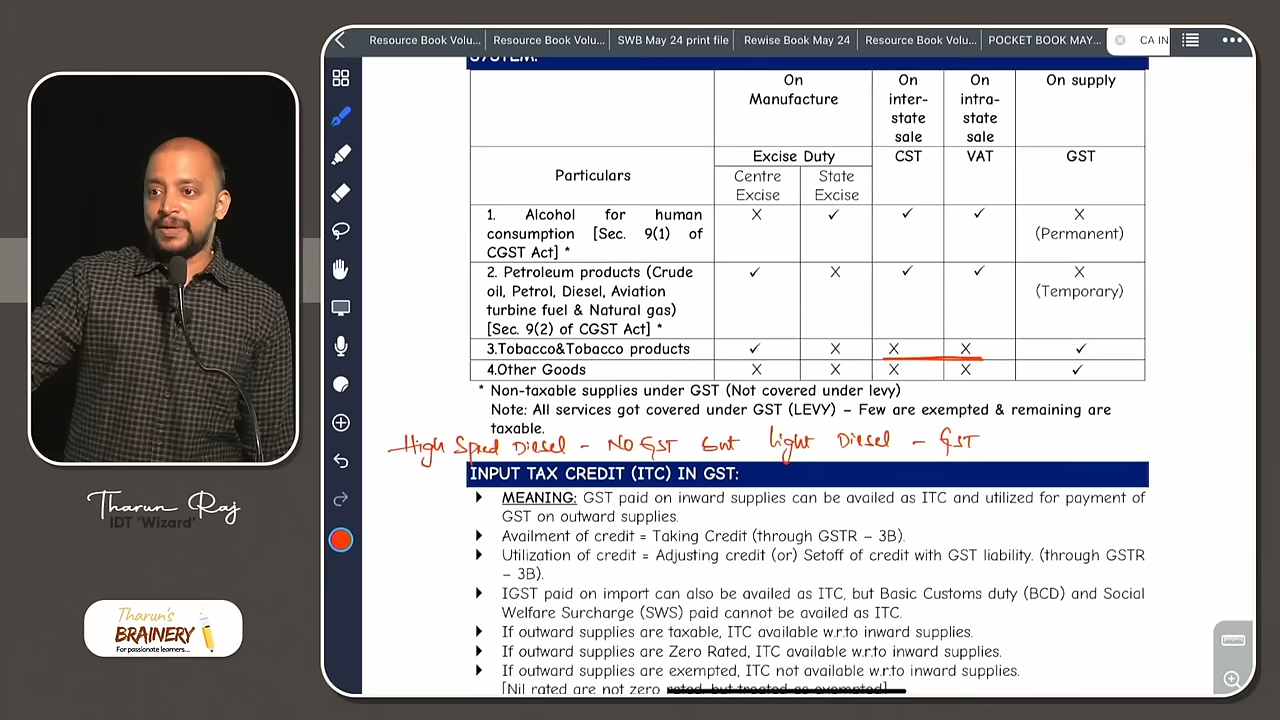 Resource Book Volu...
Resource Book Volu...
SWB May 24 print file
Rewise Book May 24
Resource Book Volu...
POCKET BOOK MAY...
CA IN
SYSTEM:
On Manufacture
On inter-state sale
On intra-state sale
On supply
Particulars
Excise Duty
CST
VAT
GST
Centre Excise
State Excise
1. Alcohol for human
consumption [Sec. 9(1) of
CGST Act] *
X ✓ ✓ ✓ X
(Permanent)
2. Petroleum products (Crude
oil, Petrol, Diesel, Aviation
turbine fuel & Natural gas)
[Sec. 9(2) of CGST Act] *
✓ X ✓ ✓ X
(Temporary)
3.Tobacco&Tobacco products ✓ X X X ✓
4.Other Goods X X X X ✓
* Non-taxable supplies under GST (Not covered under levy)
Note: All services got covered under GST (LEVY) – Few are exempted & remaining are
taxable.
High Speed Diesel - NO GST but light Diesel - GST
INPUT TAX CREDIT (ITC) IN GST:
MEANING: GST paid on inward supplies can be availed as ITC and utilized for payment of
GST on outward supplies.
Availment of credit = Taking Credit (through GSTR – 3B).
Utilization of credit = Adjusting credit (or) Setoff of credit with GST liability. (through GSTR
– 3B).
IGST paid on import can also be availed as ITC, but Basic Customs duty (BCD) and Social
Welfare Surcharge (SWS) paid cannot be availed as ITC.
If outward supplies are taxable, ITC available w.r.to inward supplies.
If outward supplies are Zero Rated, ITC available w.r.to inward supplies.
If outward supplies are exempted, ITC not available w.r.to inward supplies.
[Nil rated are not zero rated, but treated as exempted]
Tharun Raj
IDT 'Wizard'
Tharun's
BRAINERY
For passionate learners...